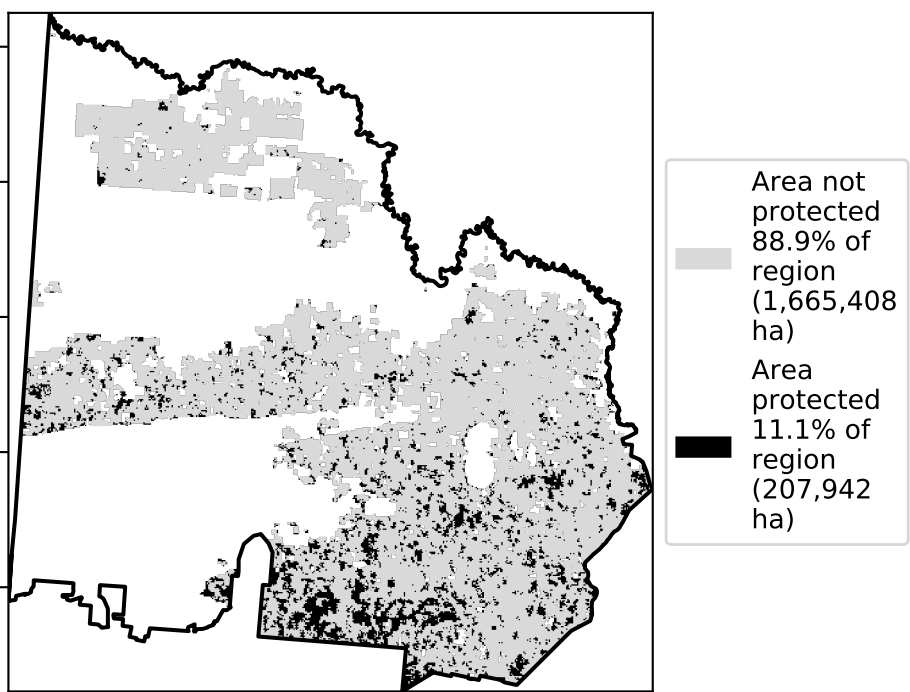 Area not
protected
88.9% of
region
(1,665,408
ha)
Area
protected
11.1% of
region
(207,942
ha)